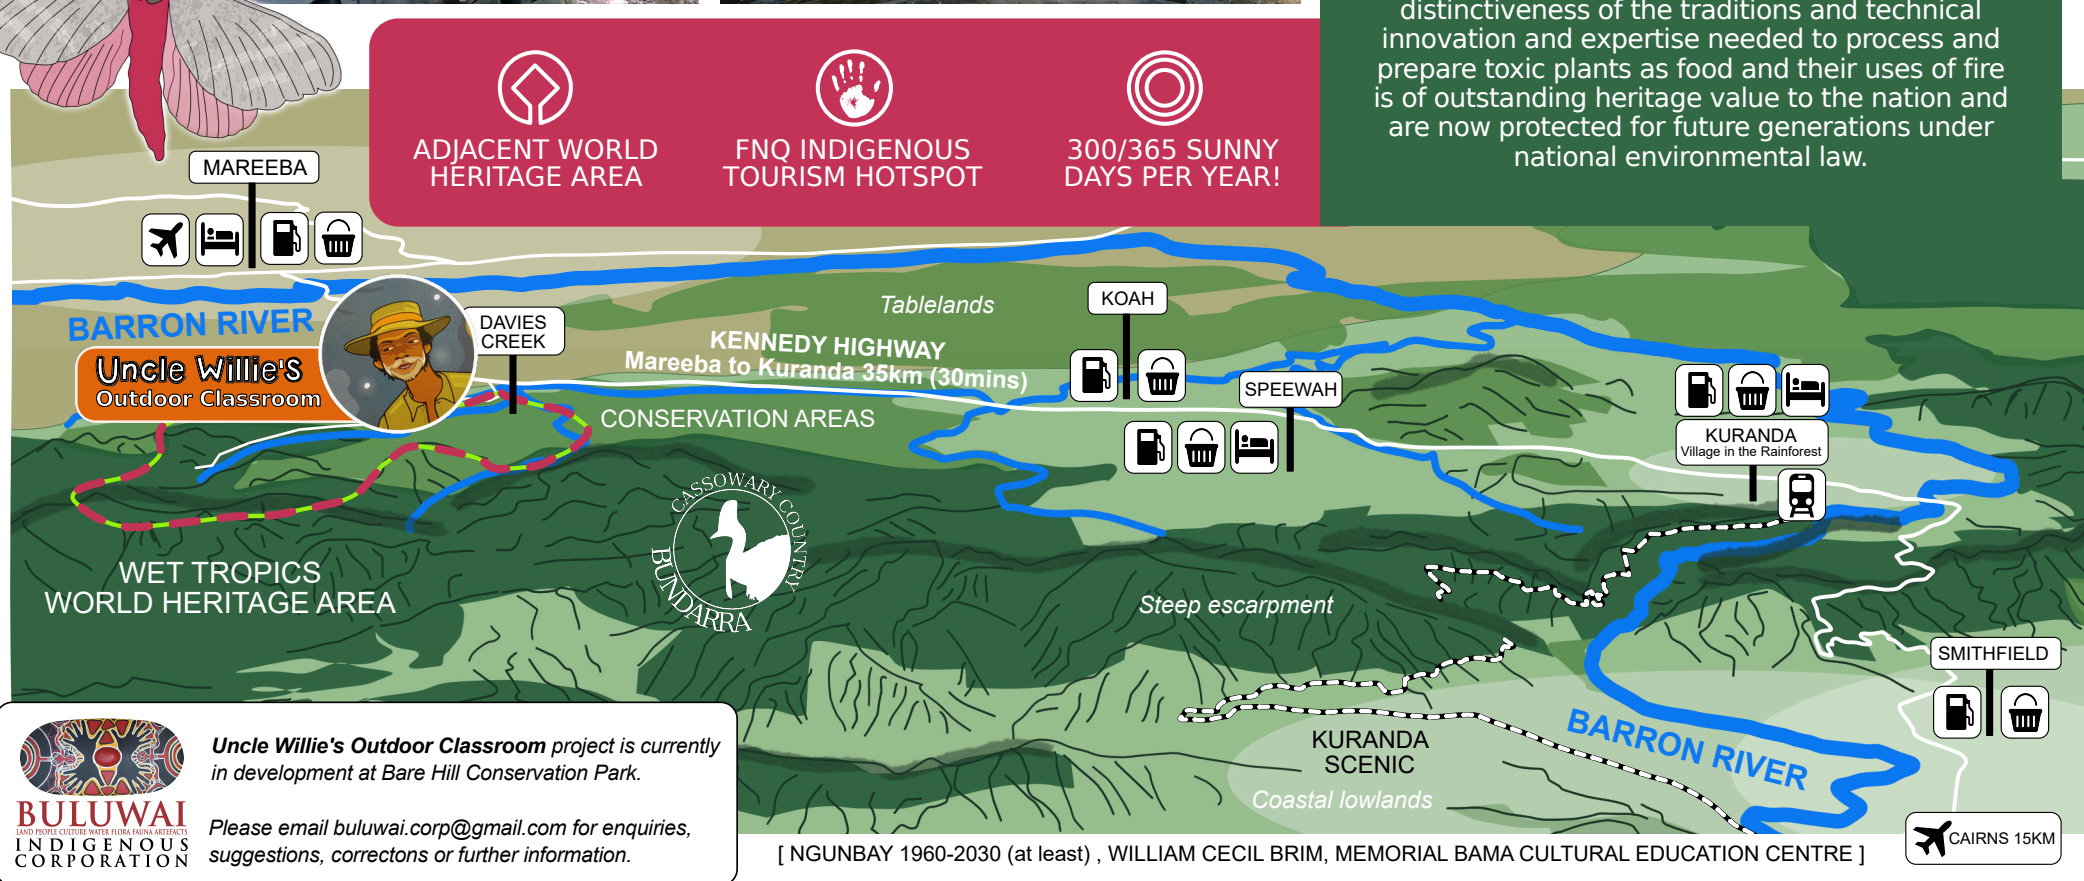 distinctiveness of the traditions and technical
innovation and expertise needed to process and
prepare toxic plants as food and their uses of fire
is of outstanding heritage value to the nation and
are now protected for future generations under
national environmental law.
ADJACENT WORLD
HERITAGE AREA
FNQ INDIGENOUS
TOURISM HOTSPOT
300/365 SUNNY
DAYS PER YEAR!
MAREEBA
BARRON RIVER
Uncle Willie's
Outdoor Classroom
DAVIES
CREEK
Tablelands
KENNEDY HIGHWAY
Mareeba to Kuranda 35km (30mins)
CONSERVATION AREAS
KOAH
SPEEWAH
KURANDA
Village in the Rainforest
CASSOWARY COUNTRY
BUNDARRA
WET TROPICS
WORLD HERITAGE AREA
Steep escarpment
SMITHFIELD
BARRON RIVER
KURANDA
SCENIC
Coastal lowlands
CAIRNS 15KM
BULUWAI
LAND PEOPLE CULTURE WATER FLORA FAUNA ARTEFACTS
INDIGENOUS
CORPORATION
Uncle Willie's Outdoor Classroom project is currently
in development at Bare Hill Conservation Park.
Please email buluwai.corp@gmail.com for enquiries,
suggestions, correctons or further information.
[ NGUNBAY 1960-2030 (at least) , WILLIAM CECIL BRIM, MEMORIAL BAMA CULTURAL EDUCATION CENTRE ]